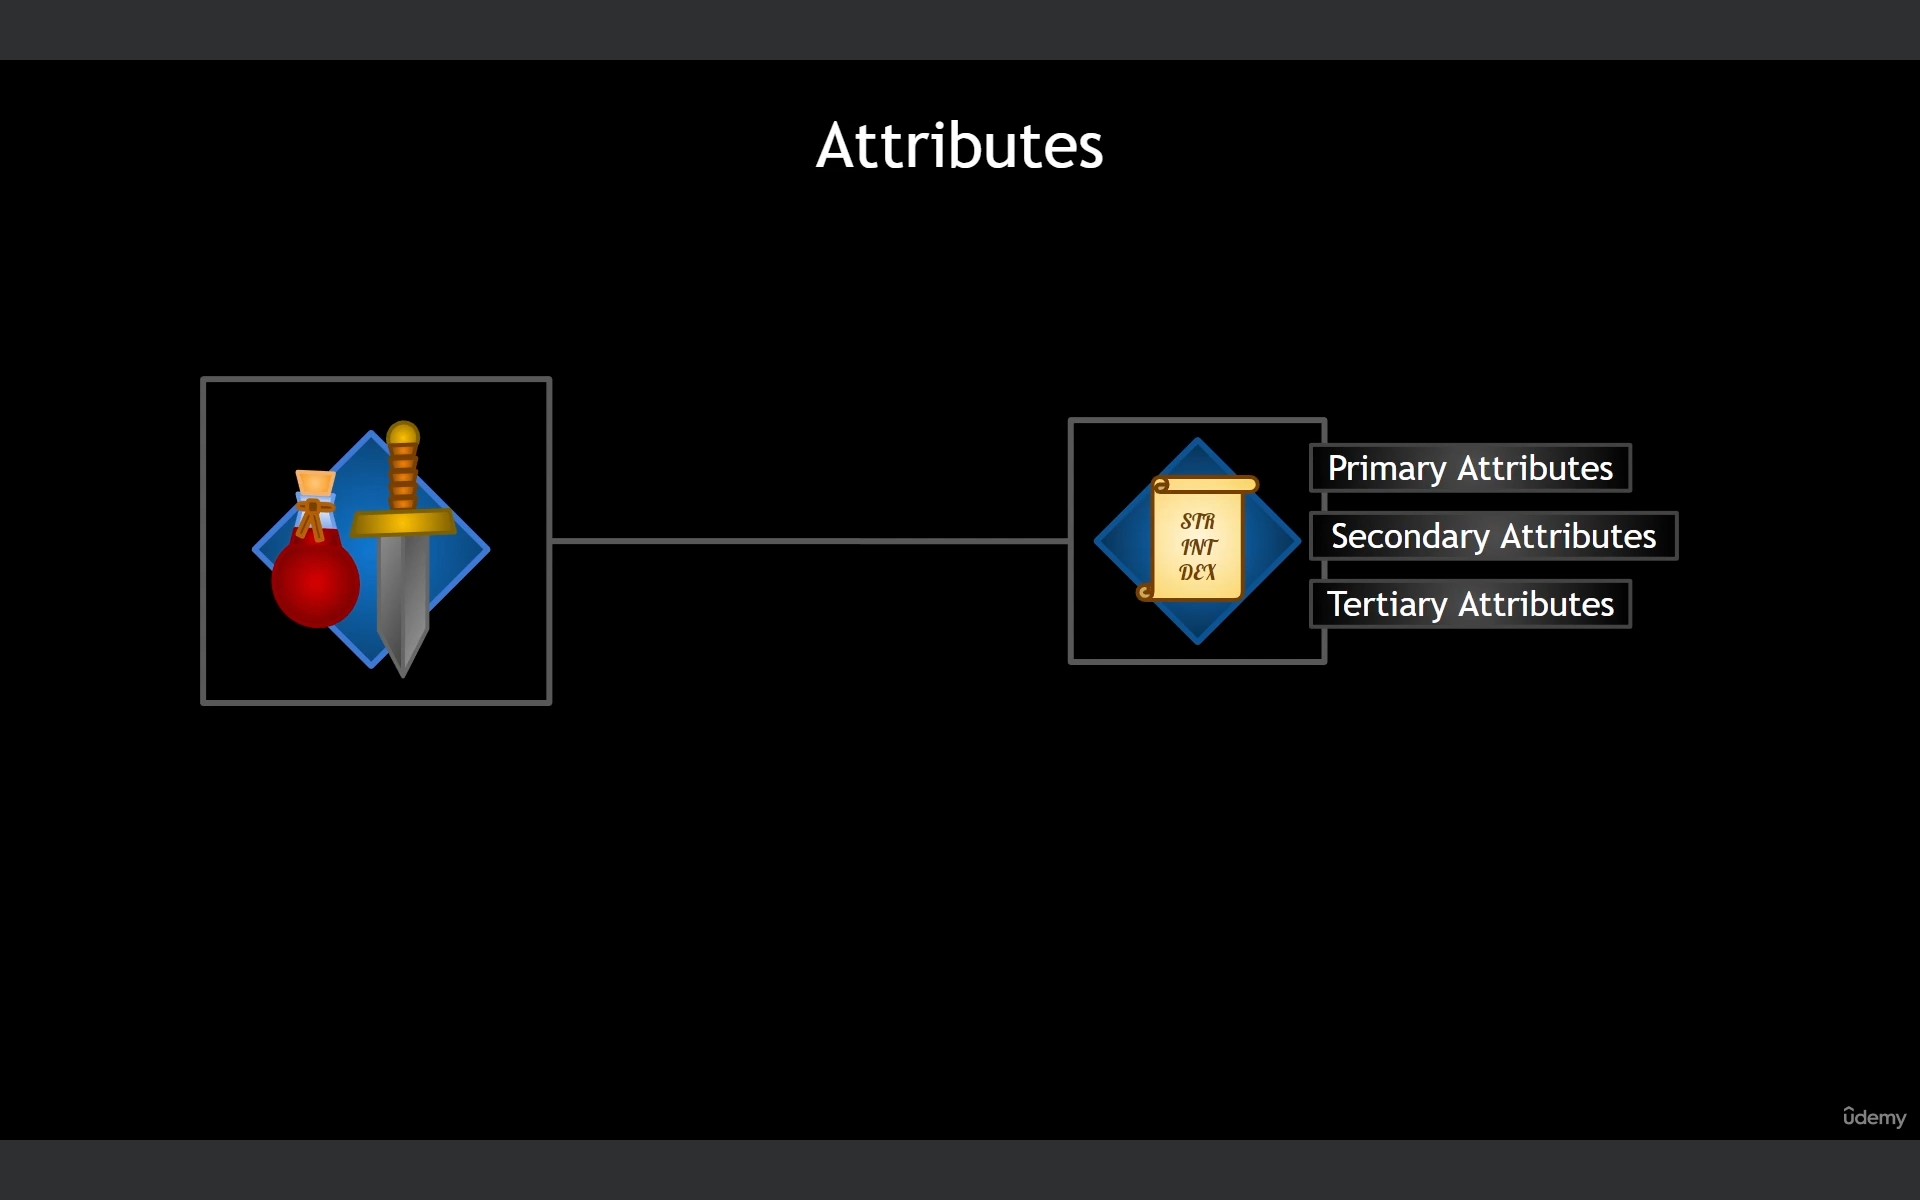 Attributes
STR
INT
DEX
Primary Attributes
Secondary Attributes
Tertiary Attributes
ûdemy